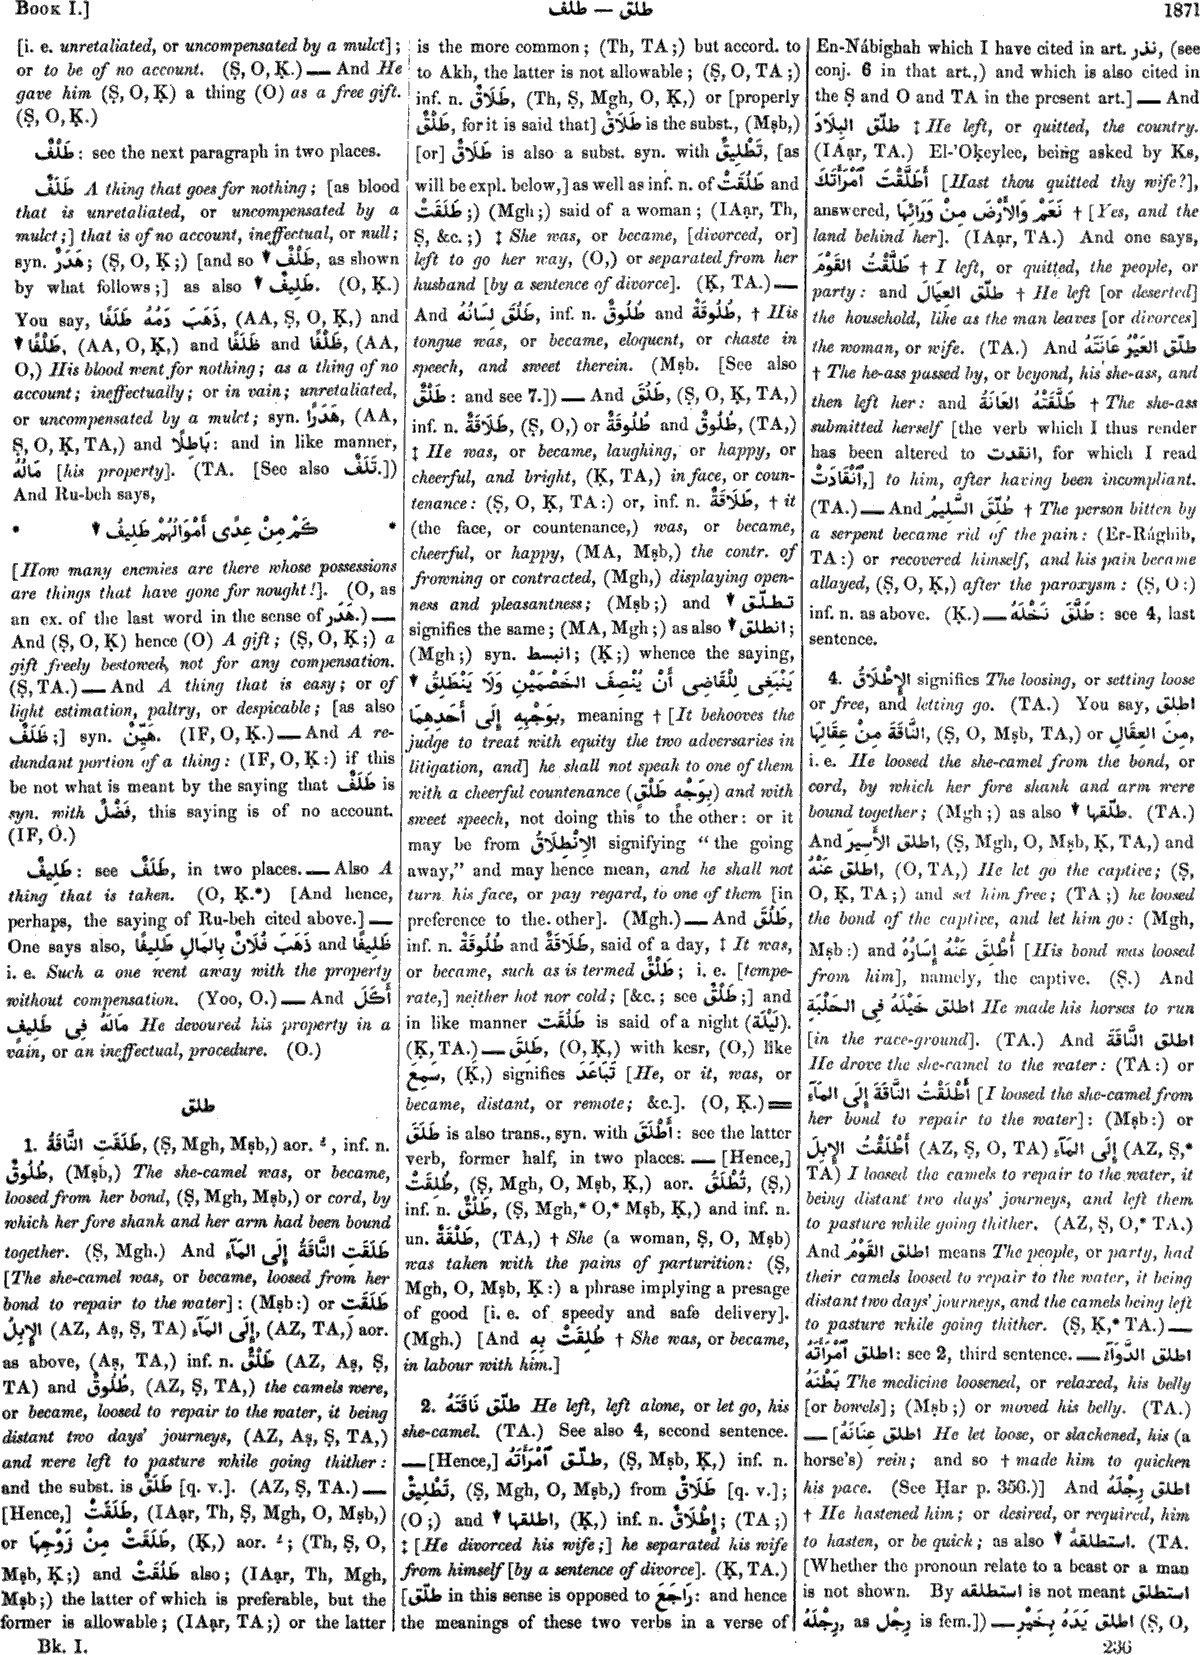 BOOK I.]
طلف — طلق
1871
[i. e. unretaliated, or uncompensated by a mulct];
or to be of no account. (Ṣ, O, Ḳ.) — And He
gave him (Ṣ, O, Ḳ) a thing (O) as a free gift.
(Ṣ, O, Ḳ.)
طَلْفٌ: see the next paragraph in two places.
طَلَفٌ A thing that goes for nothing; [as blood
that is unretaliated, or uncompensated by a
mulct;] that is of no account, ineffectual, or null;
syn. هَدَرٌ; (Ṣ, O, Ḳ;) [and so ▼ طَلْفٌ, as shown
by what follows;] as also ▼ طَلِيفٌ. (O, Ḳ.)
You say, ذَهَبَ دَمُهُ طَلَفًا, (AA, Ṣ, O, Ḳ,) and
▼ طَلْفًا, (AA, O, Ḳ,) and ظَلَفًا and ظَلْفًا, (AA,
O,) His blood went for nothing; as a thing of no
account; ineffectually; or in vain; unretaliated,
or uncompensated by a mulct; syn. هَدَرًا, (AA,
Ṣ, O, Ḳ, TA,) and بَاطِلًا: and in like manner,
مَالُهُ [his property]. (TA. [See also تَلَفٌ.])
And Ru-beh says,
* كَمْ مِنْ عِدًى أَمْوَالُهُمْ طَلِيفُ ▼ *
[How many enemies are there whose possessions
are things that have gone for nought!]. (O, as
an ex. of the last word in the sense of هَدَر.) —
And (Ṣ, O, Ḳ) hence (O) A gift; (Ṣ, O, Ḳ;) a
gift freely bestowed, not for any compensation.
(Ṣ, TA.) — And A thing that is easy; or of
light estimation, paltry, or despicable; [as also
ظَلَفٌ;] syn. هَيِّنٌ. (IF, O, Ḳ.) — And A re-
dundant portion of a thing: (IF, O, Ḳ:) if this
be not what is meant by the saying that طَلَفٌ is
syn. with فَضْلٌ, this saying is of no account.
(IF, O.)
طَلِيفٌ: see طَلَفٌ, in two places. — Also A
thing that is taken. (O, Ḳ.*) [And hence,
perhaps, the saying of Ru-beh cited above.] —
One says also, ذَهَبَ فُلَانٌ بِالمَالِ طَلِيفًا and ظَلِيفًا
i. e. Such a one went away with the property
without compensation. (Yoo, O.) — And أَكَلَ
مَالَهُ فِى طَلِيفٍ He devoured his property in a
vain, or an ineffectual, procedure. (O.)
طلق
1. طَلَقَتِ النَّاقَةُ, (Ṣ, Mgh, Mṣb,) aor. ـُ , inf. n.
طُلُوقٌ, (Mṣb,) The she-camel was, or became,
loosed from her bond, (Ṣ, Mgh, Mṣb,) or cord, by
which her fore shank and her arm had been bound
together. (Ṣ, Mgh.) And طَلَقَتِ النَّاقَةُ إِلَى المَآءِ
[The she-camel was, or became, loosed from her
bond to repair to the water]: (Mṣb:) or طَلَقَت
الإِبِلُ (AZ, Aṣ, Ṣ, TA) إِلَى المَآءِ, (AZ, TA,) aor.
as above, (Aṣ, TA,) inf. n. طَلْقٌ (AZ, Aṣ, Ṣ,
TA) and طُلُوقٌ, (AZ, Ṣ, TA,) the camels were,
or became, loosed to repair to the water, it being
distant two days' journeys, (AZ, Aṣ, Ṣ, TA,)
and were left to pasture while going thither:
and the subst. is طَلَقٌ [q. v.]. (AZ, Ṣ, TA.) —
[Hence,] طَلَقَتْ, (IAạr, Th, Ṣ, Mgh, O, Mṣb,)
or طَلَقَتْ مِنْ زَوْجِهَا, (Ḳ,) aor. ـُ ; (Th, Ṣ, O,
Mṣb, Ḳ;) and طَلُقَتْ also; (IAạr, Th, Mgh,
Mṣb;) the latter of which is preferable, but the
former is allowable; (IAạr, TA;) or the latter
Bk. I.
is the more common; (Th, TA;) but accord. to
to Akh, the latter is not allowable; (Ṣ, O, TA;)
inf. n. طَلَاقٌ, (Th, Ṣ, Mgh, O, Ḳ,) or [properly
طَلْقٌ, for it is said that] طَلَاقٌ is the subst., (Mṣb,)
[or] طَلَاقٌ is also a subst. syn. with تَطْلِيقٌ, [as
will be expl. below,] as well as inf. n. of طَلُقَتْ and
طَلَقَتْ;) (Mgh;) said of a woman; (IAạr, Th,
Ṣ, &c.;) ‡ She was, or became, [divorced, or]
left to go her way, (O,) or separated from her
husband [by a sentence of divorce]. (Ḳ, TA.) —
And طَلُقَ لِسَانُهُ, inf. n. طُلُوقٌ and طُلُوقَةٌ, † His
tongue was, or became, eloquent, or chaste in
speech, and sweet therein. (Mṣb. [See also
طَلْقٌ: and see 7.]) — And طَلُقَ, (Ṣ, O, Ḳ, TA,)
inf. n. طَلَاقَةٌ, (Ṣ, O,) or طُلُوقَةٌ and طُلُوقٌ, (TA,)
‡ He was, or became, laughing, or happy, or
cheerful, and bright, (Ḳ, TA,) in face, or coun-
tenance: (Ṣ, O, Ḳ, TA:) or, inf. n. طَلَاقَةٌ, † it
(the face, or countenance,) was, or became,
cheerful, or happy, (MA, Mṣb,) the contr. of
frowning or contracted, (Mgh,) displaying open-
ness and pleasantness; (Mṣb;) and ▼ تطلّق
signifies the same; (MA, Mgh;) as also ▼ انطلق;
(Mgh;) syn. انبسط; (Ḳ;) whence the saying,
يَنْبَغِى لِلْقَاضِى أَنْ يُنْصِفَ الخَصْمَيْنِ وَلَا يَنْطَلِقُ ▼
بِوَجْهِهِ إِلَى أَحَدِهِمَا, meaning † [It behooves the
judge to treat with equity the two adversaries in
litigation, and] he shall not speak to one of them
with a cheerful countenance (بِوَجْهٍ طَلْقٍ) and with
sweet speech, not doing this to the other: or it
may be from الاِنْطِلَاقُ signifying "the going
away," and may hence mean, and he shall not
turn his face, or pay regard, to one of them [in
preference to the other]. (Mgh.) — And طَلُقَ,
inf. n. طُلُوقَةٌ and طَلَاقَةٌ, said of a day, ‡ It was,
or became, such as is termed طَلْقٌ; i. e. [tempe-
rate,] neither hot nor cold; [&c.; see طَلْقٌ;] and
in like manner طَلُقَتْ is said of a night (لَيْلَة).
(Ḳ, TA.) — طَلِقَ, (O, Ḳ,) with kesr, (O,) like
سَمِعَ, (Ḳ,) signifies تَبَاعَدَ [He, or it, was, or
became, distant, or remote; &c.]. (O, Ḳ.) ==
طَلَقَ is also trans., syn. with أَطْلَقَ: see the latter
verb, former half, in two places. — [Hence,]
طُلِقَتْ, (Ṣ, Mgh, O, Mṣb, Ḳ,) aor. تُطْلَقُ, (Ṣ,)
inf. n. طَلْقٌ, (Ṣ, Mgh,* O,* Mṣb, Ḳ,) and inf. n.
un. طَلْقَةٌ, (TA,) † She (a woman, Ṣ, O, Mṣb)
was taken with the pains of parturition: (Ṣ,
Mgh, O, Mṣb, Ḳ:) a phrase implying a presage
of good [i. e. of speedy and safe delivery].
(Mgh.) [And طُلِقَتْ بِهِ † She was, or became,
in labour with him.]
2. طلّق نَاقَتَهُ He left, left alone, or let go, his
she-camel. (TA.) See also 4, second sentence.
— [Hence,] طلّق ٱمْرَأَتَهُ, (Ṣ, Mṣb, Ḳ,) inf. n.
تَطْلِيقٌ, (Ṣ, Mgh, O, Mṣb,) from طَلَاقٌ [q. v.];
(O;) and ▼ اطلقها, (Ḳ,) inf. n. إِطْلَاقٌ; (TA;)
‡ [He divorced his wife;] he separated his wife
from himself [by a sentence of divorce]. (Ḳ, TA.)
[طلّق in this sense is opposed to رَاجَعَ: and hence
the meanings of these two verbs in a verse of
En-Nábighah which I have cited in art. نذر, (see
conj. 6 in that art.,) and which is also cited in
the Ṣ and O and TA in the present art.] — And
طلّق البِلَادَ ‡ He left, or quitted, the country.
(IAạr, TA.) El-'Oḳeylee, being asked by Ks,
أَطَلَّقْتَ ٱمْرَأَتَكَ [Hast thou quitted thy wife?],
answered, نَعَمْ وَالأَرْضَ مِنْ وَرَائِهَا † [Yes, and the
land behind her]. (IAạr, TA.) And one says,
طَلَّقْتُ القَوْمَ † I left, or quitted, the people, or
party: and طلّق العِيَالَ † He left [or deserted]
the household, like as the man leaves [or divorces]
the woman, or wife. (TA.) And طلّق العَيْرُ عَانَتَهُ
† The he-ass passed by, or beyond, his she-ass, and
then left her: and طَلَّقَتْهُ العَانَةُ † The she-ass
submitted herself [the verb which I thus render
has been altered to انقدت, for which I read
ٱنْقَادَتْ,] to him, after having been incompliant.
(TA.) — And طُلِّقَ السَّلِيمُ † The person bitten by
a serpent became rid of the pain: (Er-Rághib,
TA:) or recovered himself, and his pain became
allayed, (Ṣ, O, Ḳ,) after the paroxysm: (Ṣ, O:)
inf. n. as above. (Ḳ.) — طلّق نَخْلَهُ: see 4, last
sentence.
4. الإِطْلَاقُ signifies The loosing, or setting loose
or free, and letting go. (TA.) You say, اطلق
النَّاقَةَ مِنْ عِقَالِهَا, (Ṣ, O, Mṣb, TA,) or مِنَ العِقَالِ,
i. e. He loosed the she-camel from the bond, or
cord, by which her fore shank and arm were
bound together; (Mgh;) as also ▼ طلّقها. (TA.)
And اطلق الأَسِيرَ, (Ṣ, Mgh, O, Mṣb, Ḳ, TA,) and
اطلق عَنْهُ, (O, TA,) He let go the captive; (Ṣ,
O, Ḳ, TA;) and set him free; (TA;) he loosed
the bond of the captive, and let him go: (Mgh,
Mṣb:) and أُطْلِقَ عَنْهُ إِسَارُهُ [His bond was loosed
from him], namely, the captive. (Ṣ.) And
اطلق خَيْلَهُ فِى الحَلْبَةِ He made his horses to run
[in the race-ground]. (TA.) And اطلق النَّاقَةَ
He drove the she-camel to the water: (TA:) or
أَطْلَقْتُ النَّاقَةَ إِلَى المَآءِ [I loosed the she-camel from
her bond to repair to the water]: (Mṣb:) or
أَطْلَقْتُ الإِبِلَ (AZ, Ṣ, O, TA) إِلَى المَآءِ (AZ, Ṣ,*
TA) I loosed the camels to repair to the water, it
being distant two days' journeys, and left them
to pasture while going thither. (AZ, Ṣ, O,* TA.)
And اطلق القَوْمُ means The people, or party, had
their camels loosed to repair to the water, it being
distant two days' journeys, and the camels being left
to pasture while going thither. (Ṣ, Ḳ,* TA.) —
اطلق ٱمْرَأَتَهُ: see 2, third sentence. — اطلق الدَّوَآءُ
بَطْنَهُ The medicine loosened, or relaxed, his belly
[or bowels]; (Mṣb;) or moved his belly. (TA.)
— [اطلق عِنَانَهُ He let loose, or slackened, his (a
horse's) rein; and so † made him to quicken
his pace. (See Ḥar p. 356.)] And اطلق رِجْلَهُ
† He hastened him; or desired, or required, him
to hasten, or be quick; as also ▼ استطلقهُ. (TA.
[Whether the pronoun relate to a beast or a man
is not shown. By استطلقه is not meant استطلق
رِجْلَهُ, as رِجْل is fem.]) — اطلق يَدَهُ بِخَيْرٍ (Ṣ, O,
236